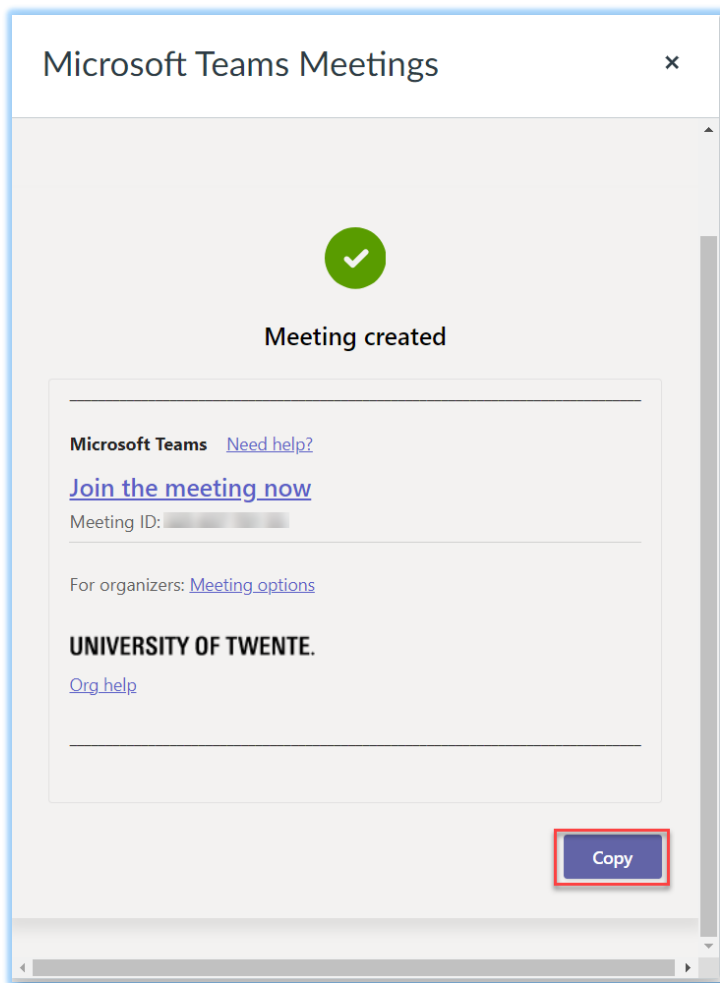 Microsoft Teams Meetings ×
Meeting created
Microsoft Teams Need help?
Join the meeting now
Meeting ID:
For organizers: Meeting options
UNIVERSITY OF TWENTE.
Org help
Copy